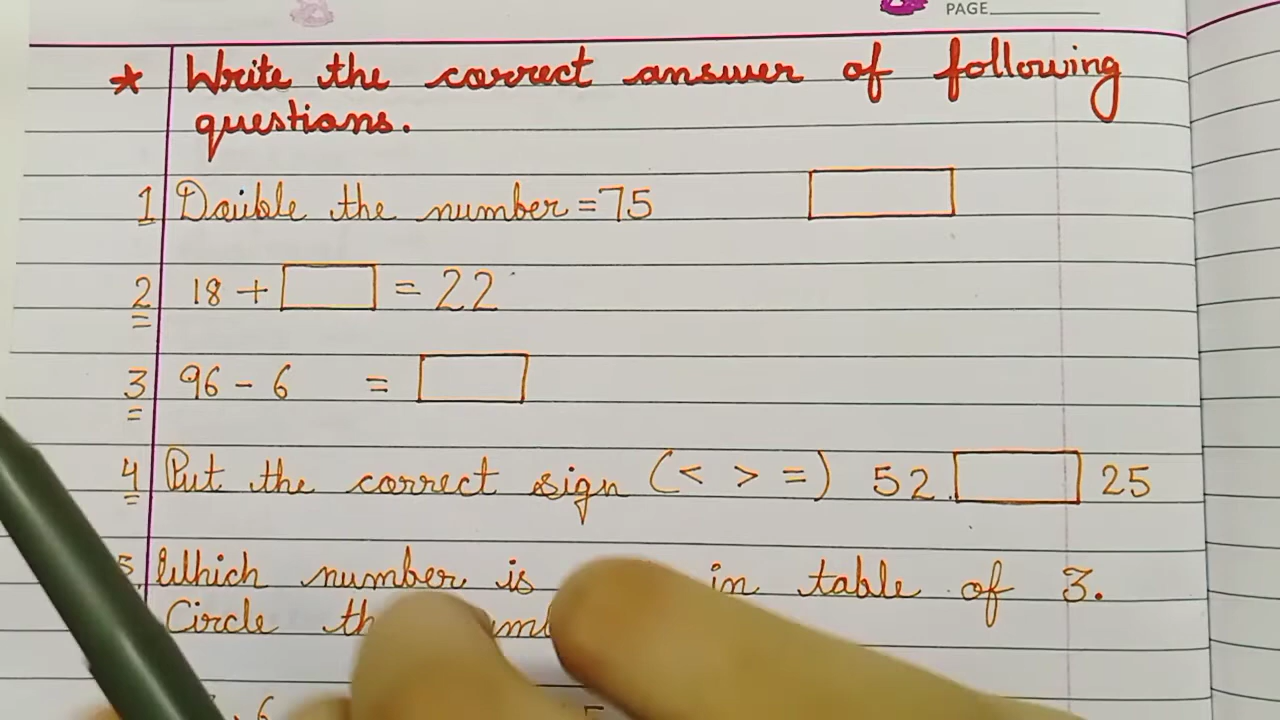 PAGE
* Write the correct answer of following
questions.
1 Double the number = 75
2 18 + = 22
3 96 - 6 =
4 Put the correct sign (< > =) 52 25
5. Which number is in table of 3.
Circle
6